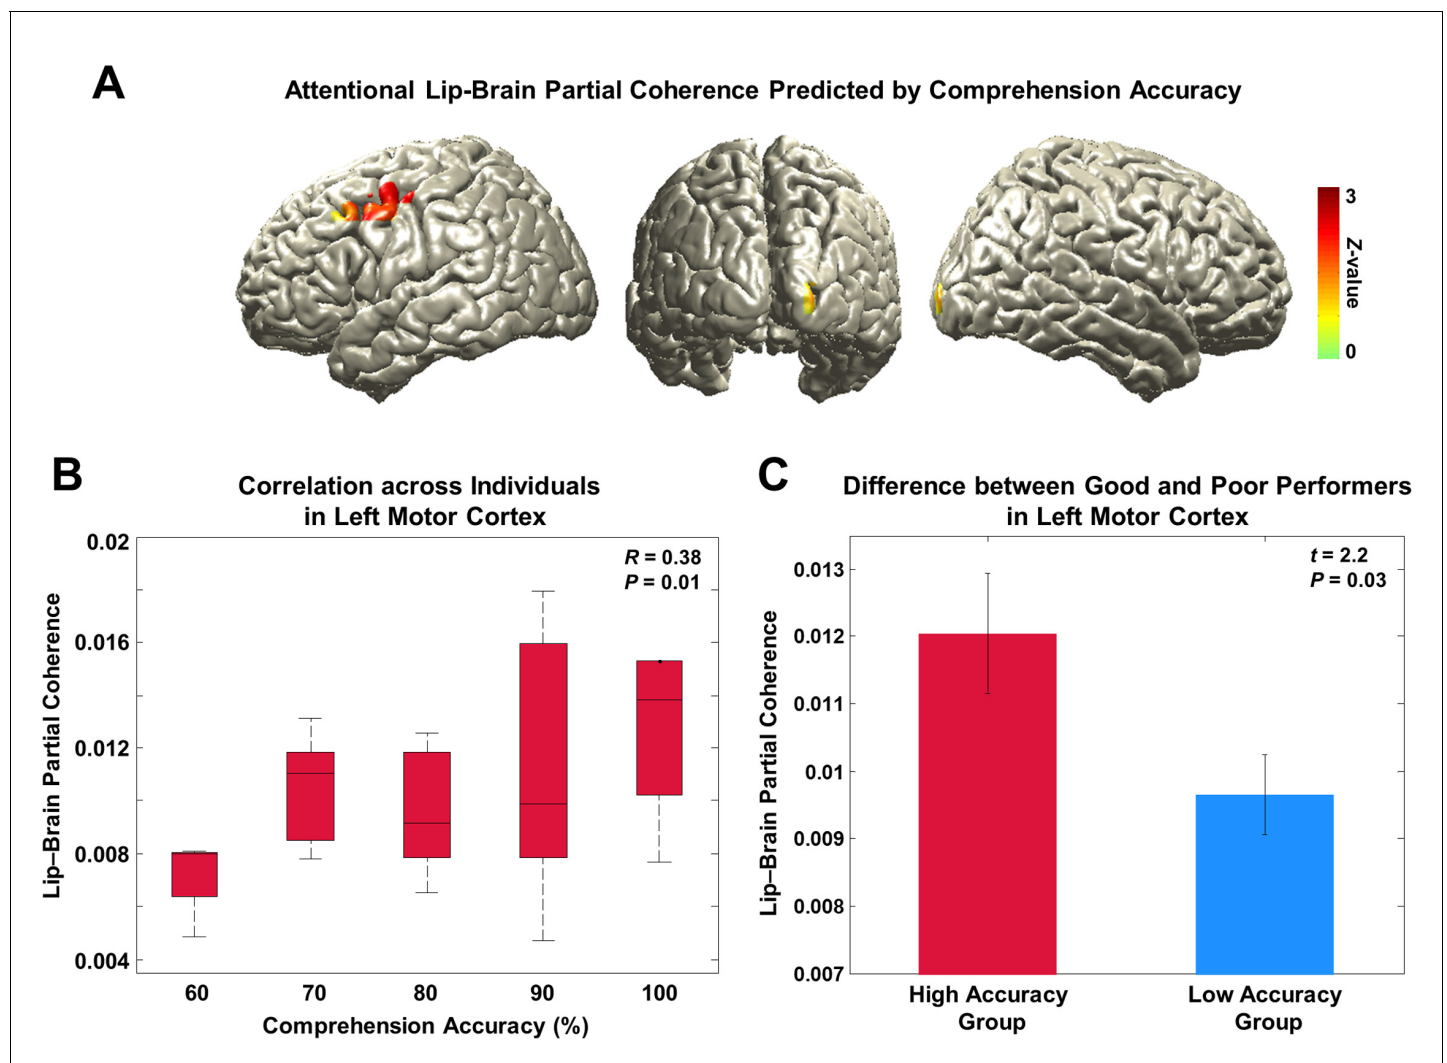 A
Attentional Lip-Brain Partial Coherence Predicted by Comprehension Accuracy
3
Z-value
0
B
Correlation across Individuals
in Left Motor Cortex
R = 0.38
P = 0.01
Lip–Brain Partial Coherence
0.02
0.016
0.012
0.008
0.004
60 70 80 90 100
Comprehension Accuracy (%)
C
Difference between Good and Poor Performers
in Left Motor Cortex
t = 2.2
P = 0.03
Lip–Brain Partial Coherence
0.013
0.012
0.011
0.01
0.009
0.008
0.007
High Accuracy
Group
Low Accuracy
Group